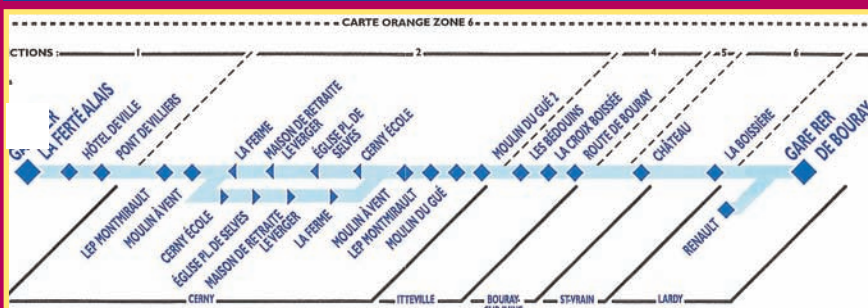 CARTE ORANGE ZONE 6
CTIONS : 1 2 4 5 6
LA FERTÉ ALAIS
HÔTEL DE VILLE
PONT DE VILLIERS
LA FERME
MAISON DE RETRAITE
LE VERGER
ÉGLISE PL. DE
SELVES
CERNY ÉCOLE
MOULIN DU GUÉ 2
LES BÉDOUINS
LA CROIX BOISSÉE
ROUTE DE BOURAY
CHÂTEAU
LA BOISSIÈRE
GARE RER
DE BOURAY
LEP MONTMIRAULT
MOULIN À VENT
CERNY ÉCOLE
ÉGLISE PL. DE SELVES
MAISON DE RETRAITE
LE VERGER
LA FERME
MOULIN À VENT
LEP MONTMIRAULT
MOULIN DU GUÉ
RENAULT
CERNY ITTEVILLE BOURAY- ST-VRAIN LARDY